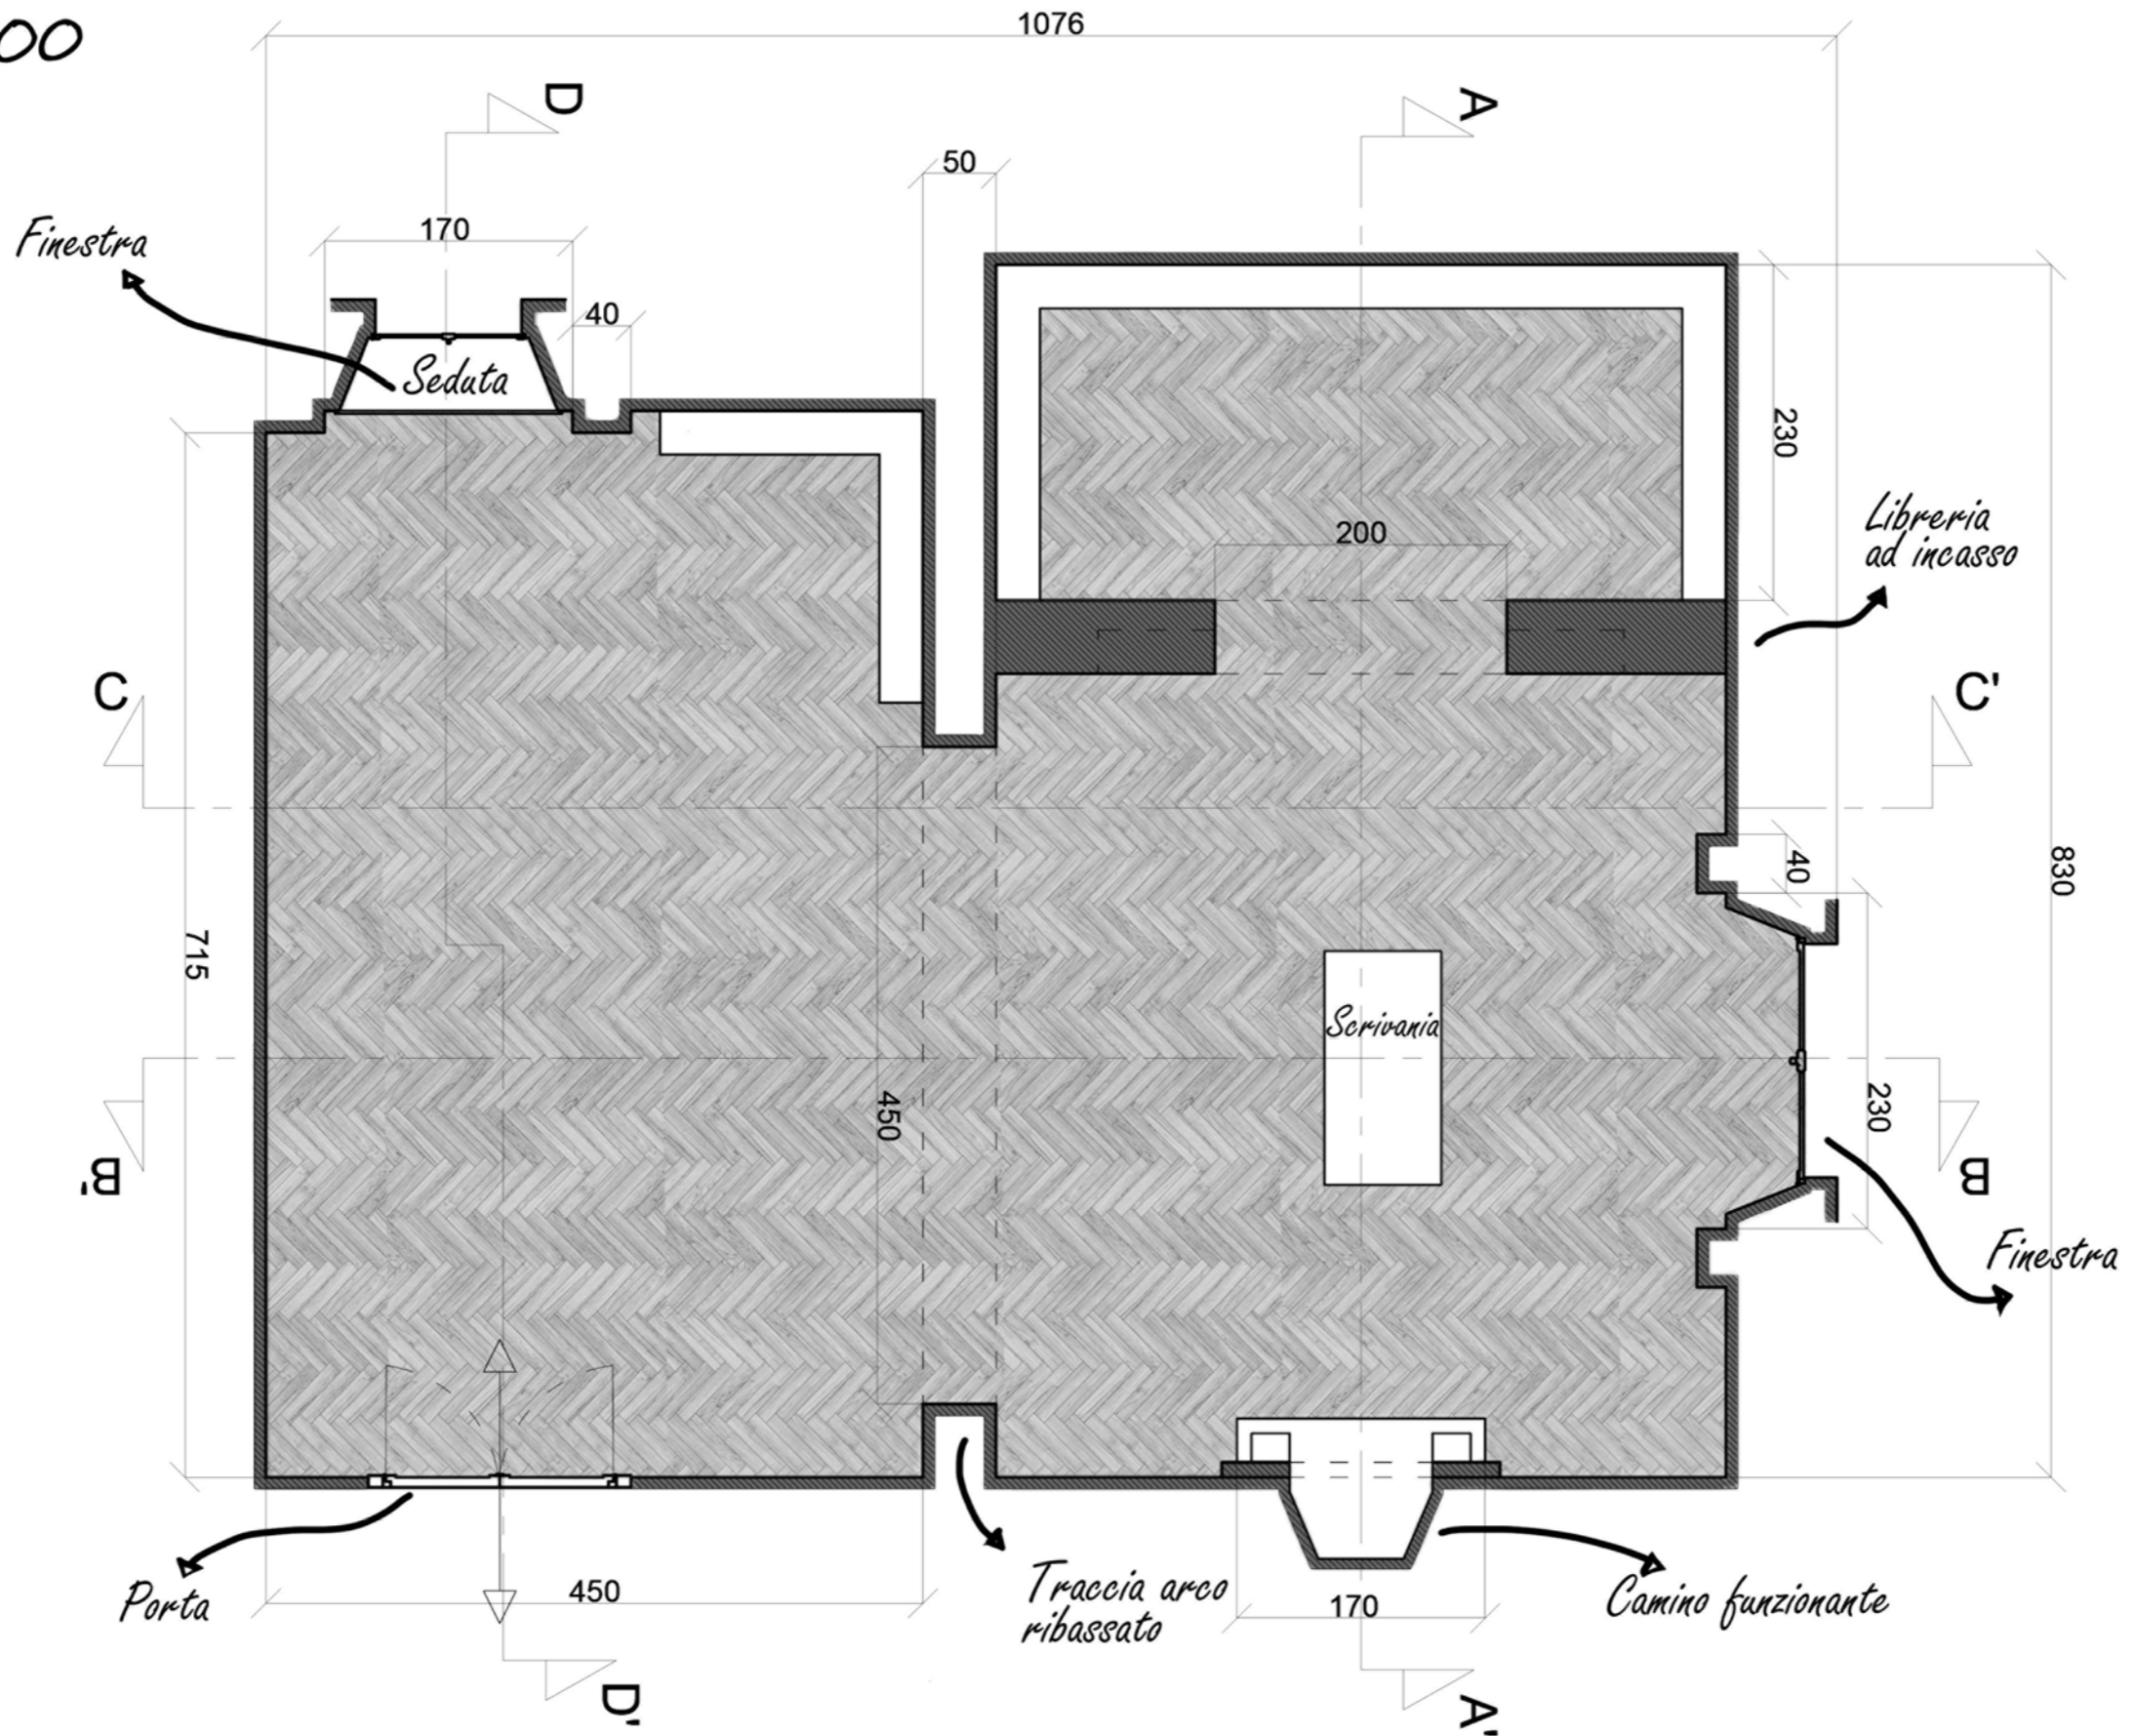 00
1076
D
A
50
170
Finestra
40
Seduta
230
Libreria
ad incasso
200
C
C'
40
830
715
Scrivania
450
230
B'
B
Finestra
Porta
450
Traccia arco
ribassato
170
Camino funzionante
D'
A'